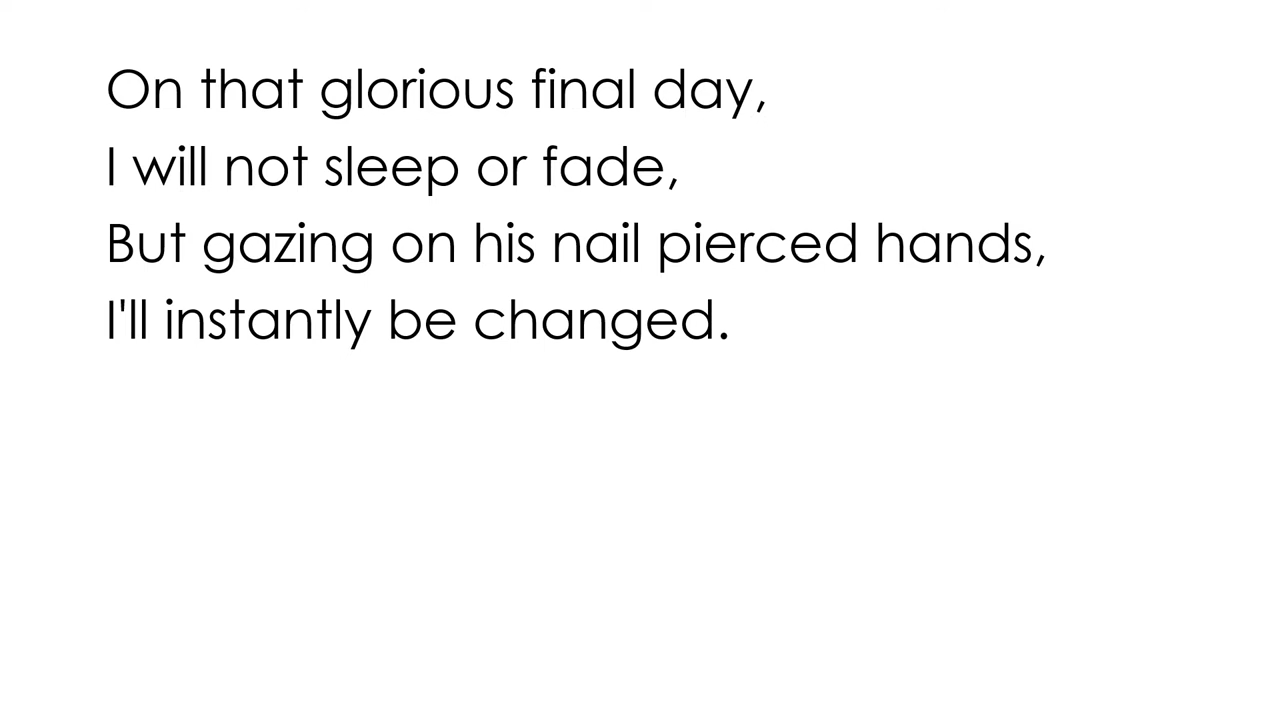 On that glorious final day,
I will not sleep or fade,
But gazing on his nail pierced hands,
I'll instantly be changed.